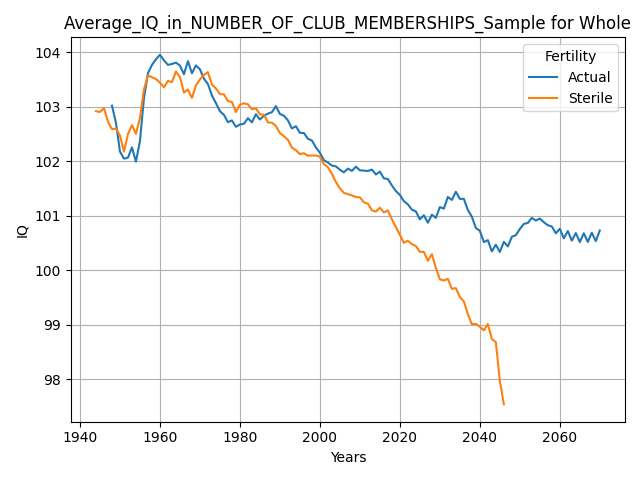 Average_IQ_in_NUMBER_OF_CLUB_MEMBERSHIPS_Sample for Whole
Fertility
Actual
Sterile
104
103
102
101
100
99
98
IQ
1940
1960
1980
2000
2020
2040
2060
Years